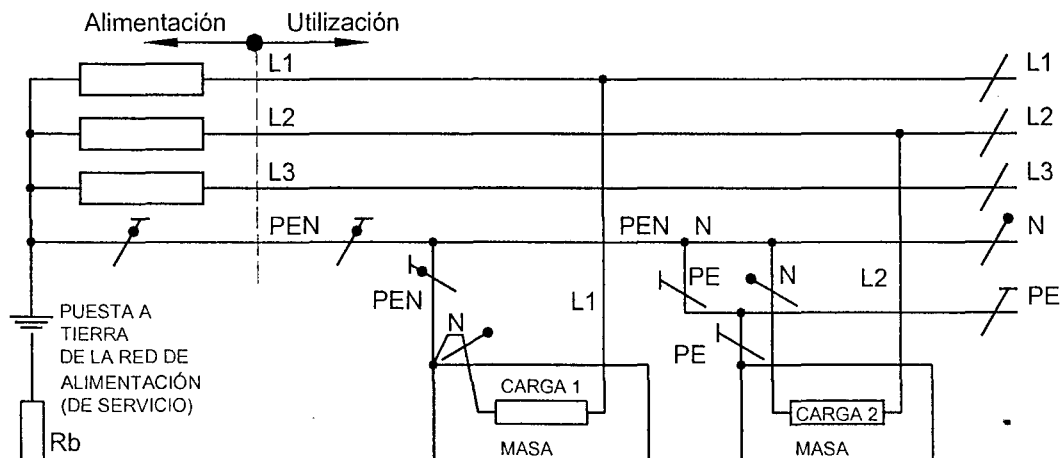 Alimentación Utilización
L1 L1
L2 L2
L3 L3
PEN PEN N N
PE N L2 PE
PEN L1
PUESTA A
TIERRA
DE LA RED DE
ALIMENTACIÓN
(DE SERVICIO)
N PE
CARGA 1
CARGA 2
Rb MASA MASA